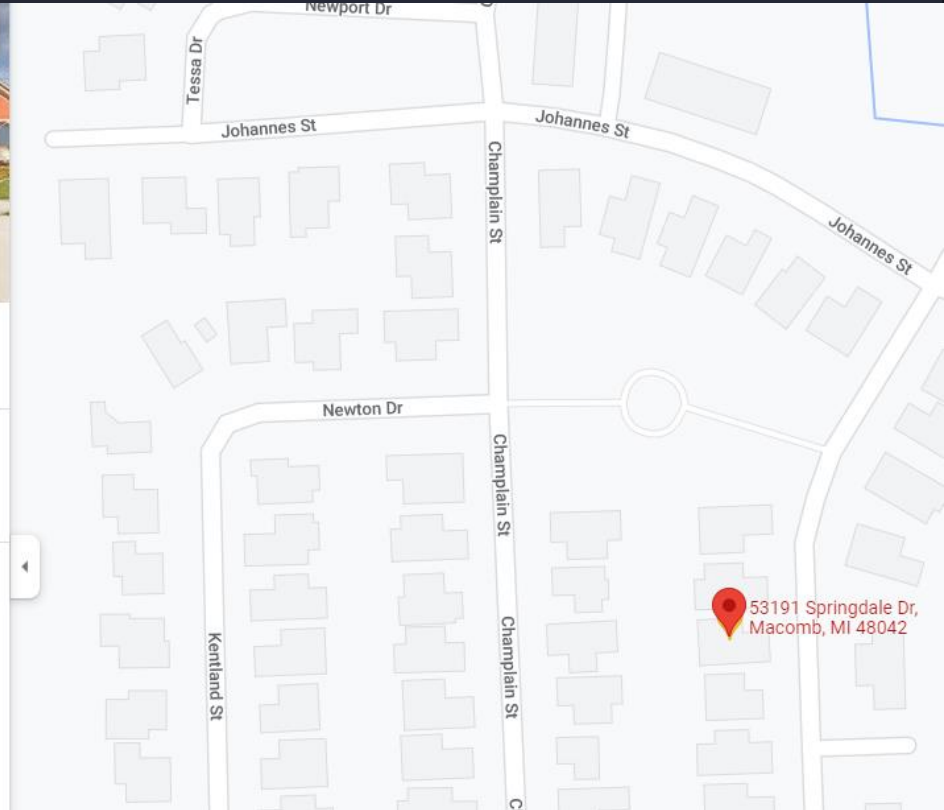 Newport Dr
Tessa Dr
Johannes St
Johannes St
Champlain St
Johannes St
Newton Dr
Champlain St
53191 Springdale Dr,
Macomb, MI 48042
Kentland St
Champlain St